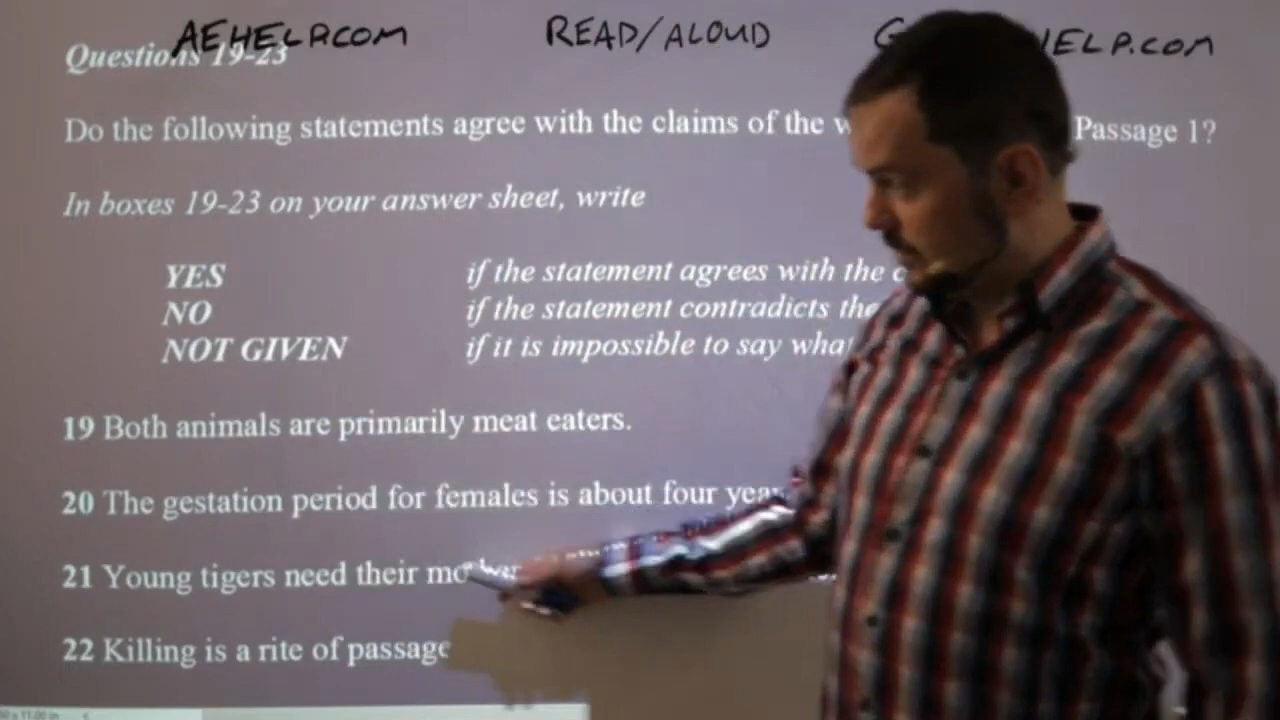 AEHELP.COM READ/ALOUD HELP.COM
Questions 19-23
Do the following statements agree with the claims of the Passage 1?
In boxes 19-23 on your answer sheet, write
YES if the statement agrees with the
NO if the statement contradicts the
NOT GIVEN if it is impossible to say what
19 Both animals are primarily meat eaters.
20 The gestation period for females is about four
21 Young tigers need their
22 Killing is a rite of passage